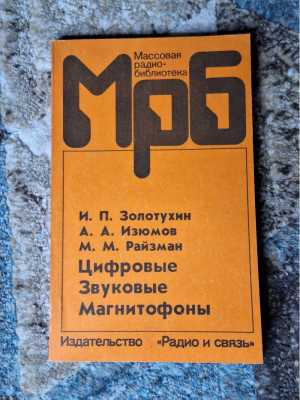 Массовая
радио-
библиотека
Мрб
И. П. Золотухин
А. А. Изюмов
М. М. Райзман
Цифровые
Звуковые
Магнитофоны
Издательство «Радио и связь»